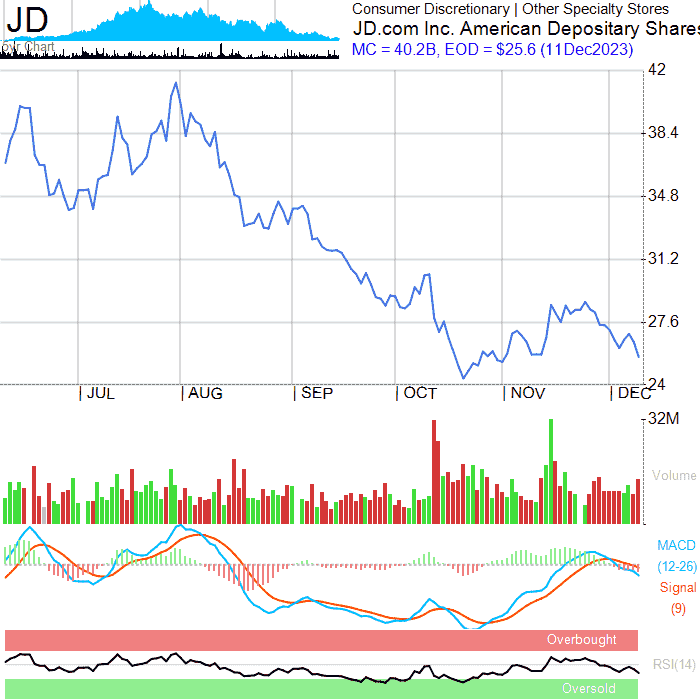 JD
Consumer Discretionary | Other Specialty Stores
JD.com Inc. American Depositary Shares
MC = 40.2B, EOD = $25.6 (11Dec2023)
Chart
42
38.4
34.8
31.2
27.6
24
JUL AUG SEP OCT NOV DEC
32M
Volume
MACD
(12-26)
Signal
(9)
Overbought
RSI(14)
Oversold